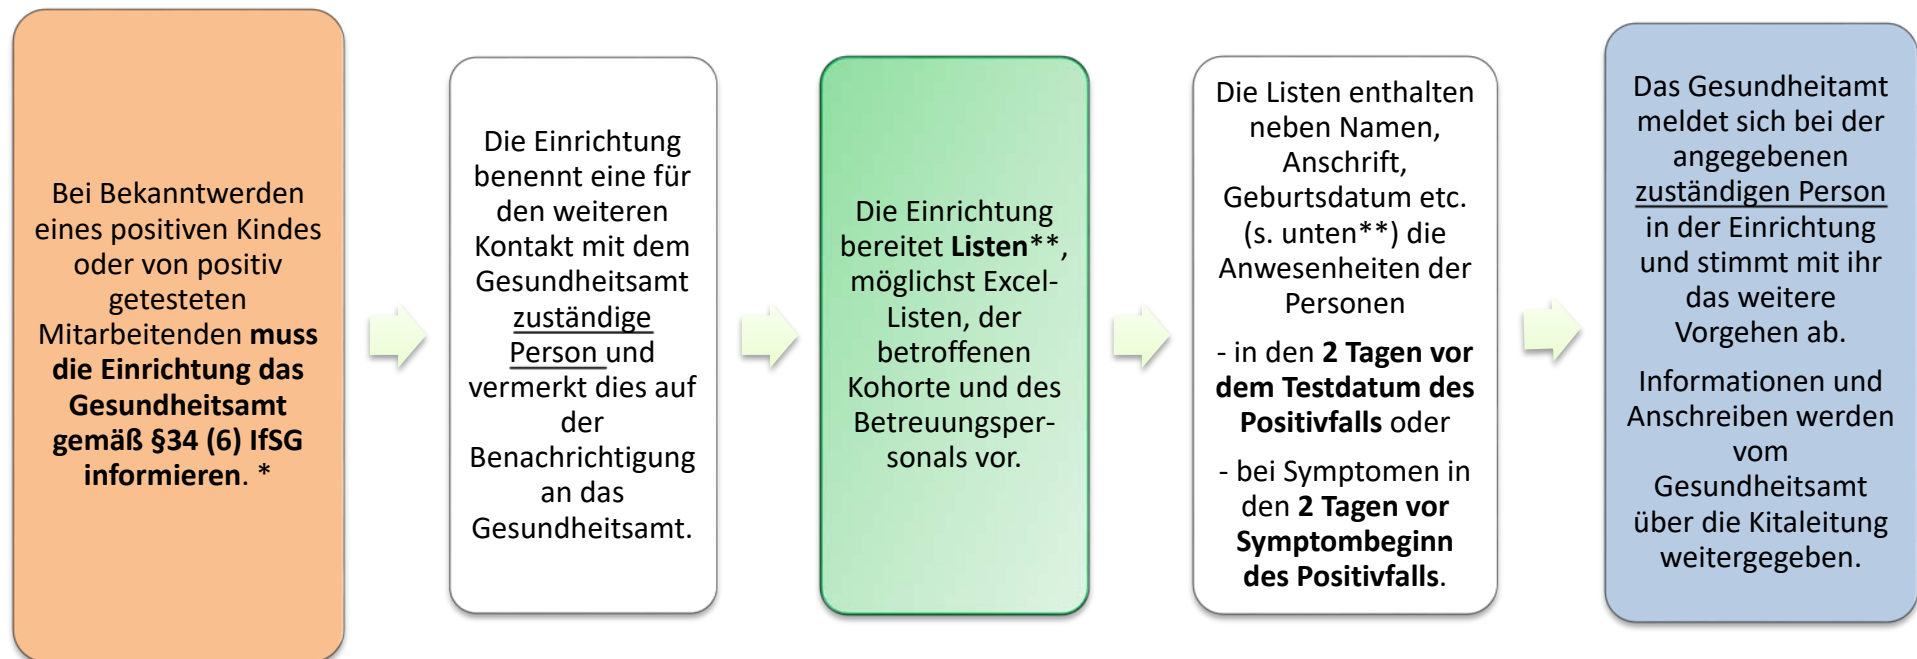 Bei Bekanntwerden
eines positiven Kindes
oder von positiv
getesteten
Mitarbeitenden muss
die Einrichtung das
Gesundheitsamt
gemäß §34 (6) IfSG
informieren. *
Die Einrichtung
benennt eine für
den weiteren
Kontakt mit dem
Gesundheitsamt
zuständige
Person und
vermerkt dies auf
der
Benachrichtigung
an das
Gesundheitsamt.
Die Einrichtung
bereitet Listen**,
möglichst Excel-
Listen, der
betroffenen
Kohorte und des
Betreuungsper-
sonals vor.
Die Listen enthalten
neben Namen,
Anschrift,
Geburtsdatum etc.
(s. unten**) die
Anwesenheiten der
Personen
- in den 2 Tagen vor
dem Testdatum des
Positivfalls oder
- bei Symptomen in
den 2 Tagen vor
Symptombeginn
des Positivfalls.
Das Gesundheitamt
meldet sich bei der
angegebenen
zuständigen Person
in der Einrichtung
und stimmt mit ihr
das weitere
Vorgehen ab.
Informationen und
Anschreiben werden
vom
Gesundheitsamt
über die Kitaleitung
weitergegeben.